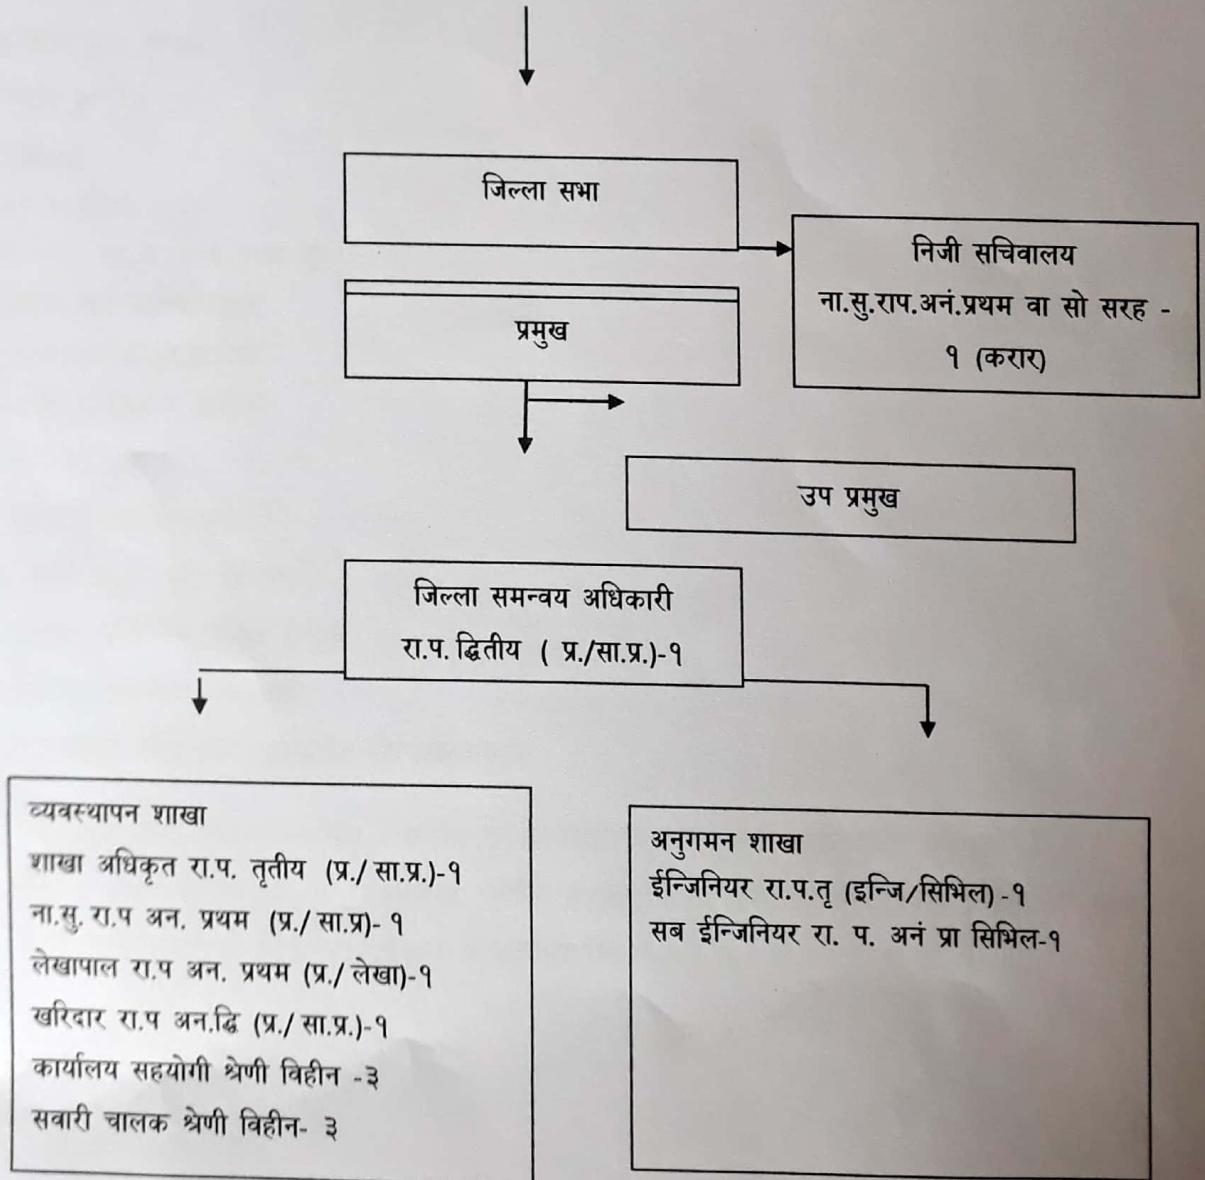 जिल्ला सभा
निजी सचिवालय
ना.सु.राप.अनं.प्रथम वा सो सरह -
१ (करार)
प्रमुख
उप प्रमुख
जिल्ला समन्वय अधिकारी
रा.प. द्धितीय ( प्र./सा.प्र.)-१
व्यवस्थापन शाखा
शाखा अधिकृत रा.प. तृतीय (प्र./ सा.प्र.)-१
ना.सु. रा.प अन. प्रथम (प्र./ सा.प्र)- १
लेखापाल रा.प अन. प्रथम (प्र./ लेखा)-१
खरिदार रा.प अन.द्धि (प्र./ सा.प्र.)-१
कार्यालय सहयोगी श्रेणी विहीन -३
सवारी चालक श्रेणी विहीन- ३
अनुगमन शाखा
ईन्जिनियर रा.प.तृ (इन्जि/सिभिल)-१
सब ईन्जिनियर रा. प. अनं प्रा सिभिल-१